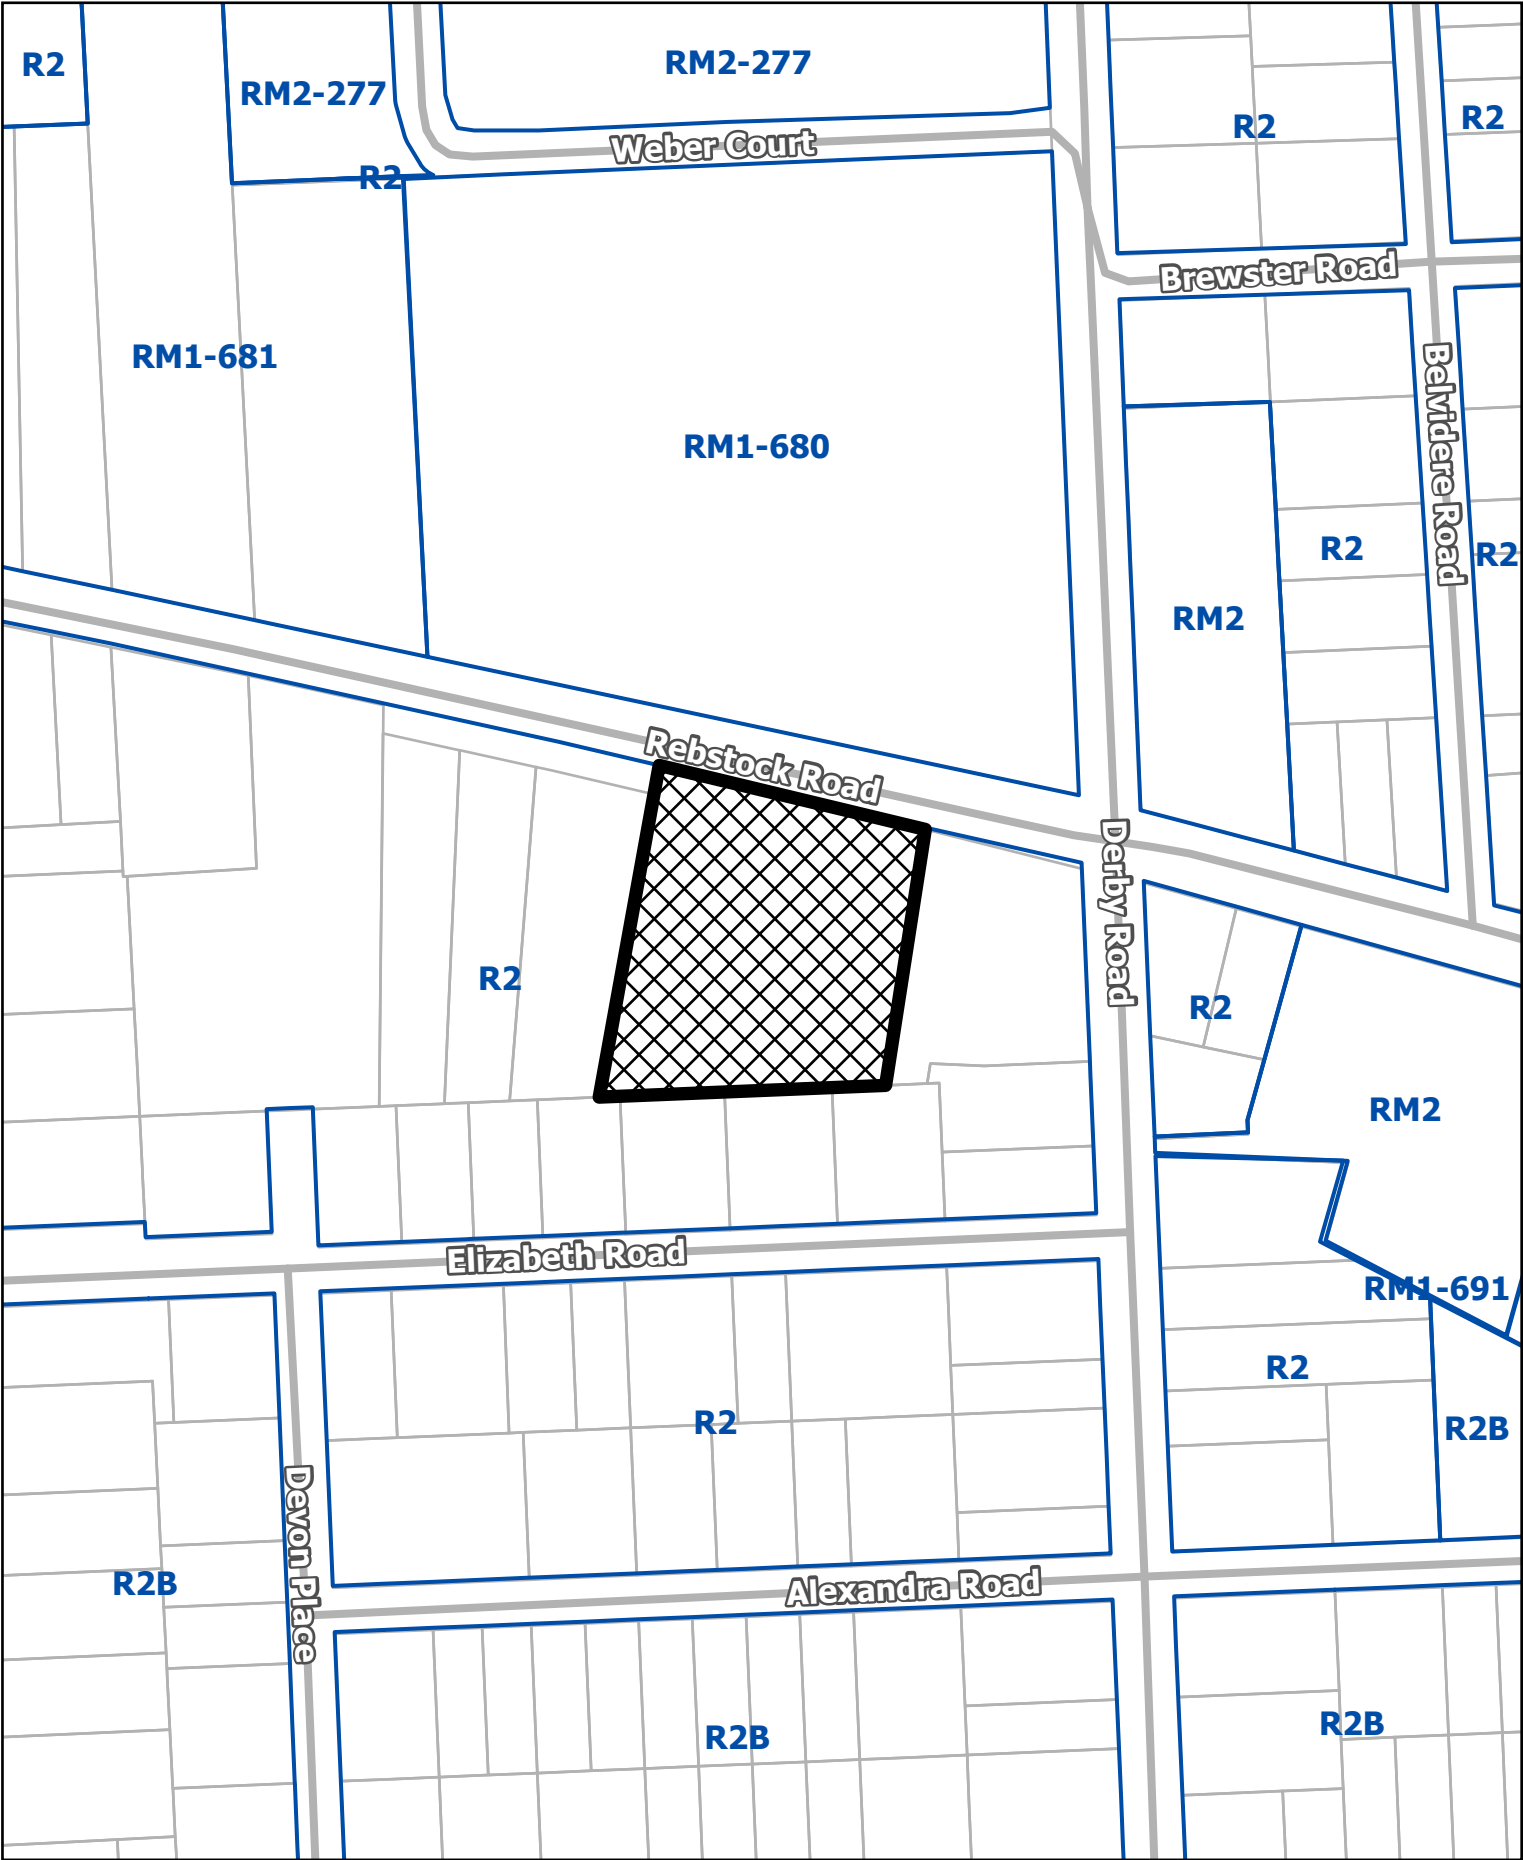 R2
RM2-277
RM2-277
R2
R2
Weber Court
R2
Brewster Road
RM1-681
RM1-680
Belvidere Road
R2
R2
RM2
Rebstock Road
Derby Road
R2
R2
RM2
Elizabeth Road
RM1-691
R2
R2
R2B
Devon Place
R2B
Alexandra Road
R2B
R2B